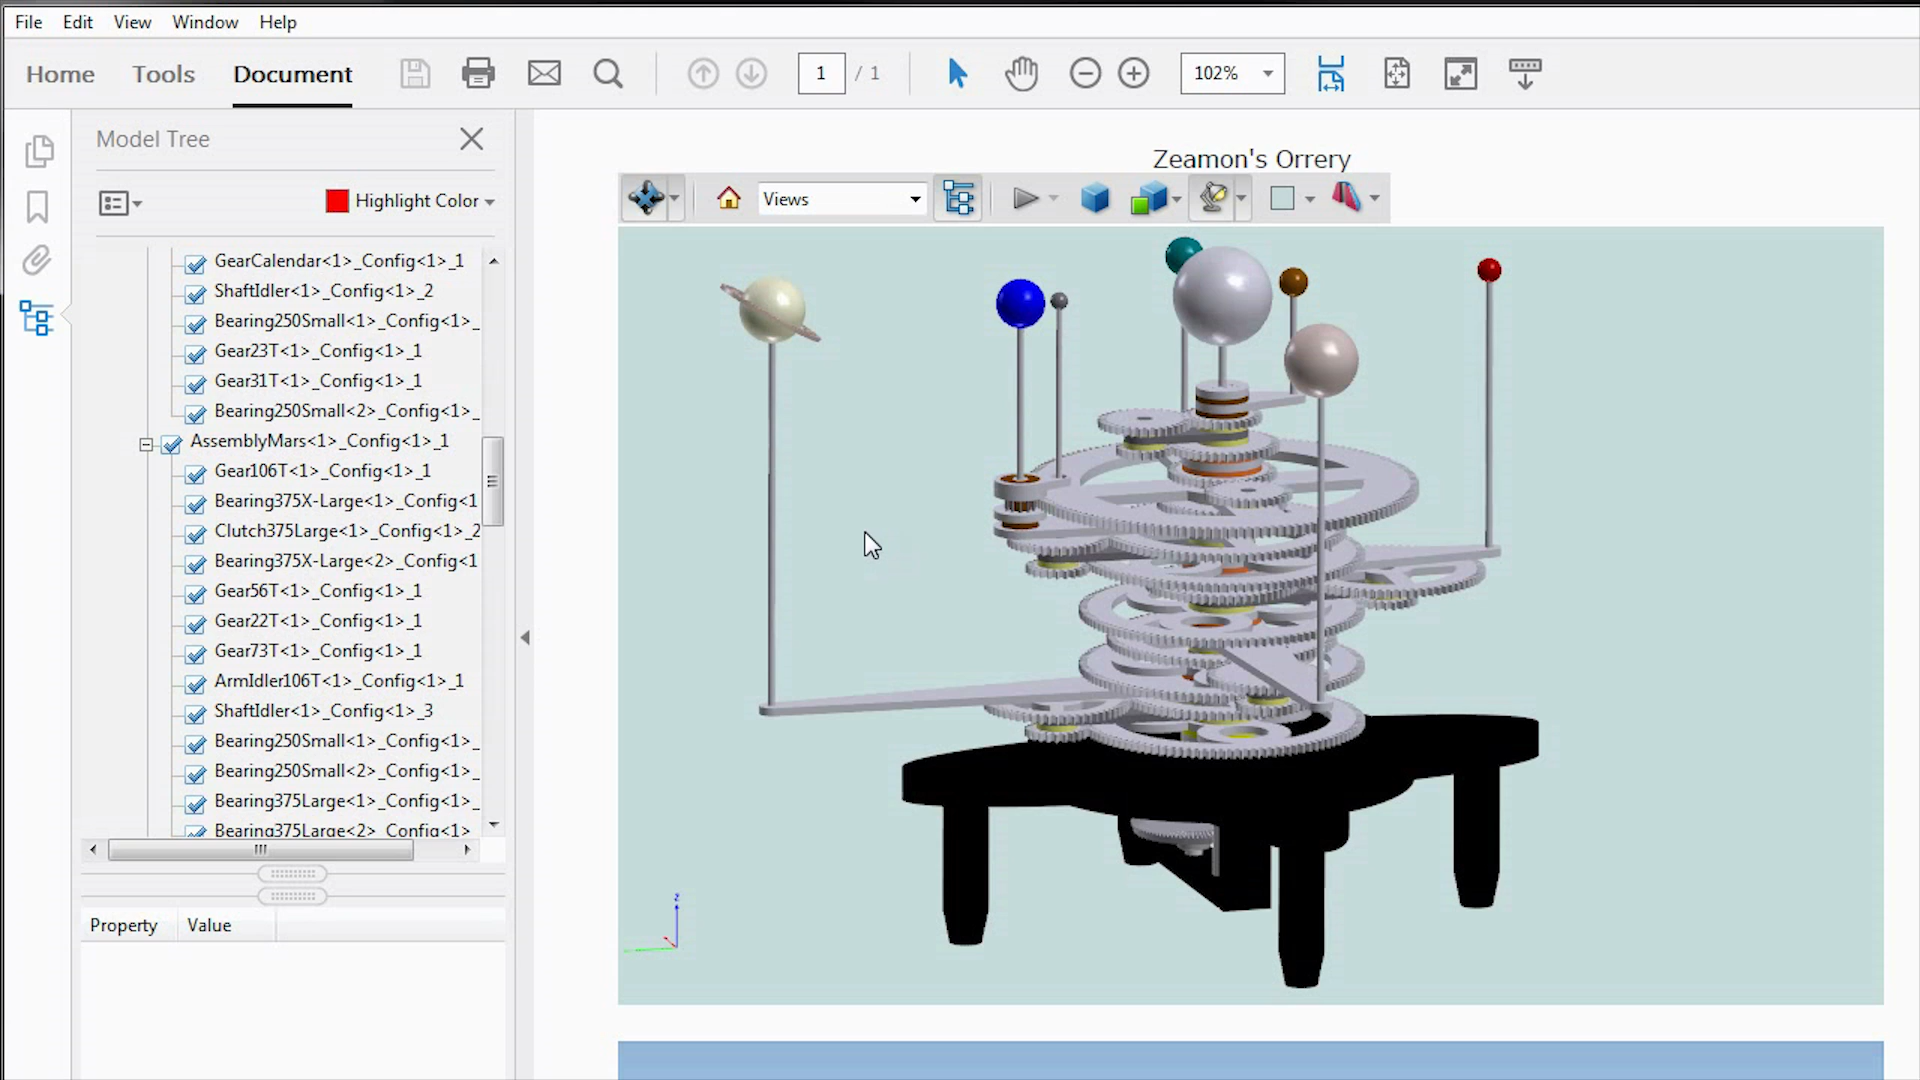 File Edit View Window Help
Home Tools Document 1 / 1 102%
Model Tree
Highlight Color
GearCalendar<1>_Config<1>_1
ShaftIdler<1>_Config<1>_2
Bearing250Small<1>_Config<1>_
Gear23T<1>_Config<1>_1
Gear31T<1>_Config<1>_1
Bearing250Small<2>_Config<1>_
AssemblyMars<1>_Config<1>_1
Gear106T<1>_Config<1>_1
Bearing375X-Large<1>_Config<1
Clutch375Large<1>_Config<1>_2
Bearing375X-Large<2>_Config<1
Gear56T<1>_Config<1>_1
Gear22T<1>_Config<1>_1
Gear73T<1>_Config<1>_1
ArmIdler106T<1>_Config<1>_1
ShaftIdler<1>_Config<1>_3
Bearing250Small<1>_Config<1>_
Bearing250Small<2>_Config<1>_
Bearing375Large<1>_Config<1>_
Bearing375Large<2>_Config<1>
Property Value
Zeamon's Orrery
Views
z